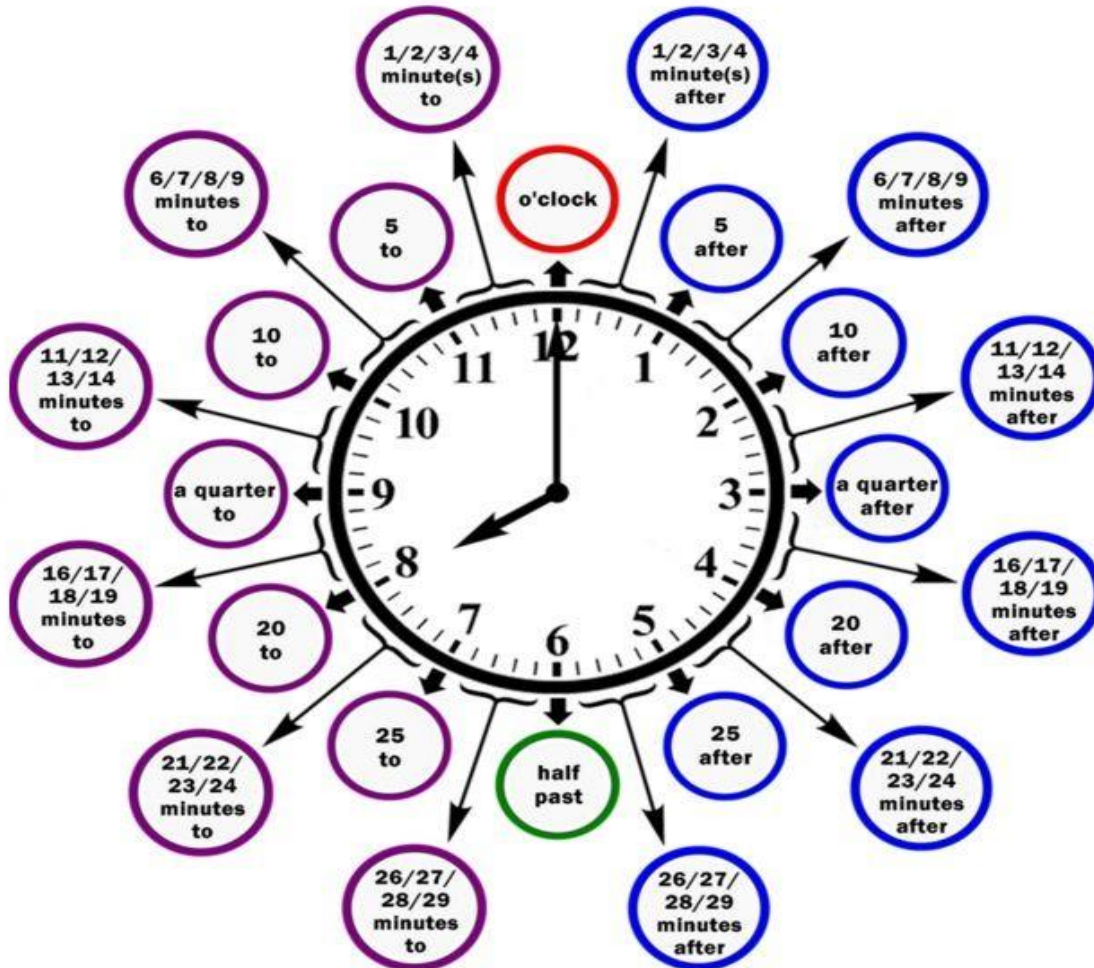 1/2/3/4
minute(s)
to
1/2/3/4
minute(s)
after
6/7/8/9
minutes
to
5
to
o'clock
5
after
6/7/8/9
minutes
after
10
to
10
after
11/12/
13/14
minutes
to
11/12/
13/14
minutes
after
a quarter
to
a quarter
after
16/17/
18/19
minutes
to
16/17/
18/19
minutes
after
20
to
20
after
21/22/
23/24
minutes
to
25
to
half
past
25
after
21/22/
23/24
minutes
after
26/27/
28/29
minutes
to
26/27/
28/29
minutes
after
12
1
2
3
4
5
6
7
8
9
10
11